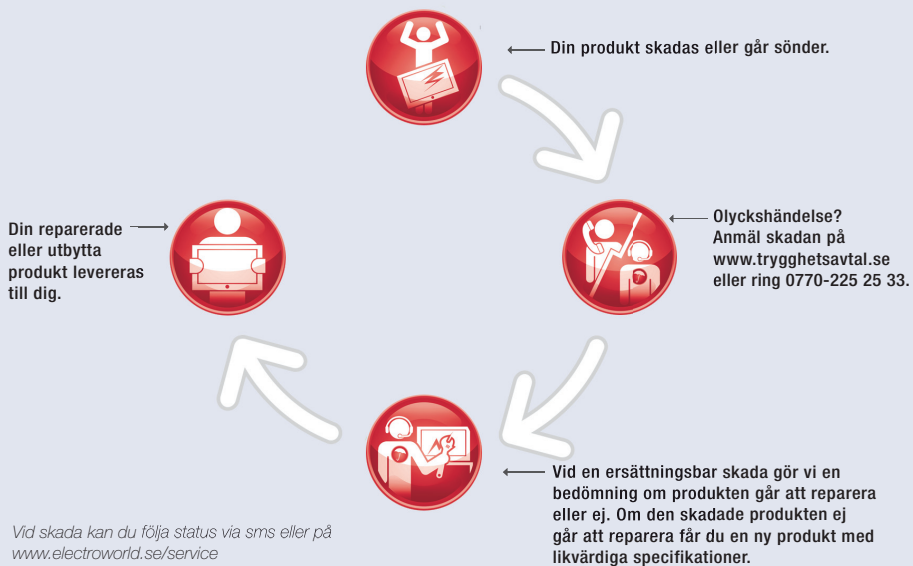 Din produkt skadas eller går sönder.
Olyckshändelse?
Anmäl skadan på
www.trygghetsavtal.se
eller ring 0770-225 25 33.
Vid en ersättningsbar skada gör vi en
bedömning om produkten går att reparera
eller ej. Om den skadade produkten ej
går att reparera får du en ny produkt med
likvärdiga specifikationer.
Din reparerade
eller utbytta
produkt levereras
till dig.
Vid skada kan du följa status via sms eller på
www.electroworld.se/service